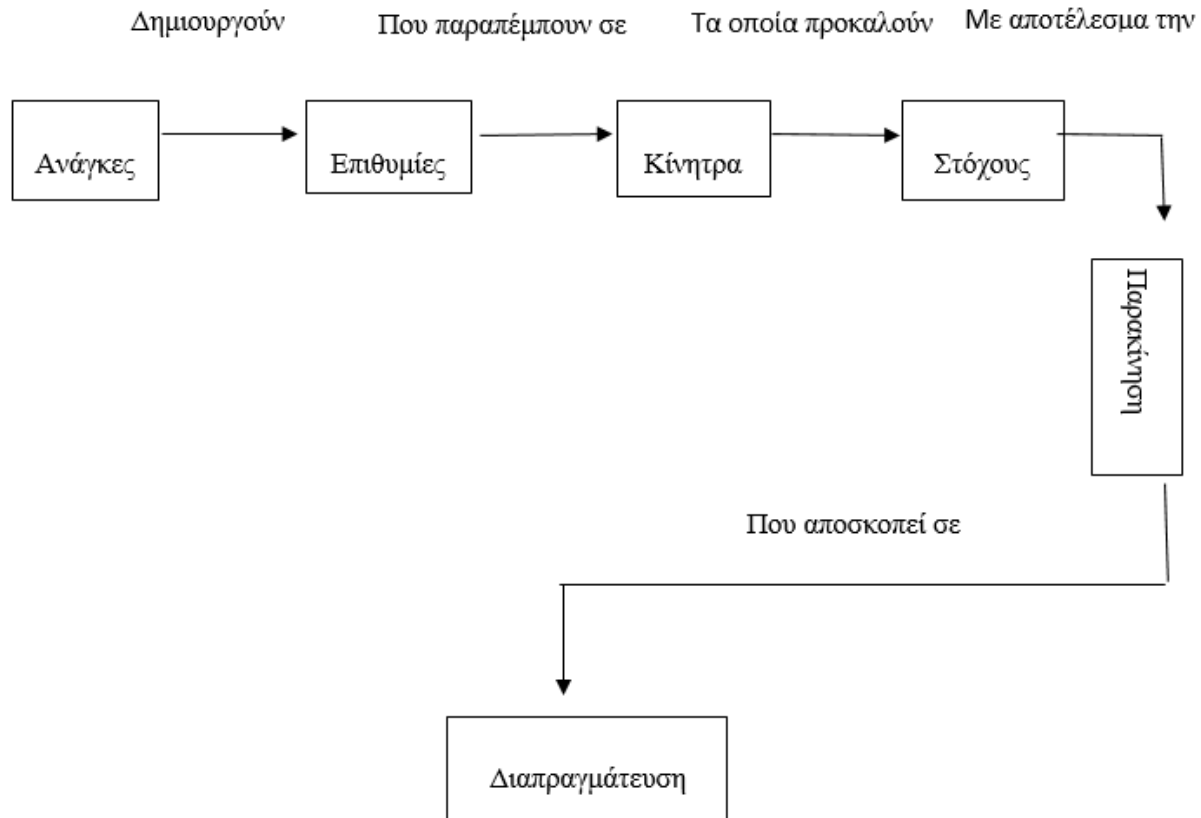 Δημιουργούν
Που παραπέμπουν σε
Τα οποία προκαλούν
Με αποτέλεσμα την
Ανάγκες
Επιθυμίες
Κίνητρα
Στόχους
Παρακίνηση
Που αποσκοπεί σε
Διαπραγμάτευση